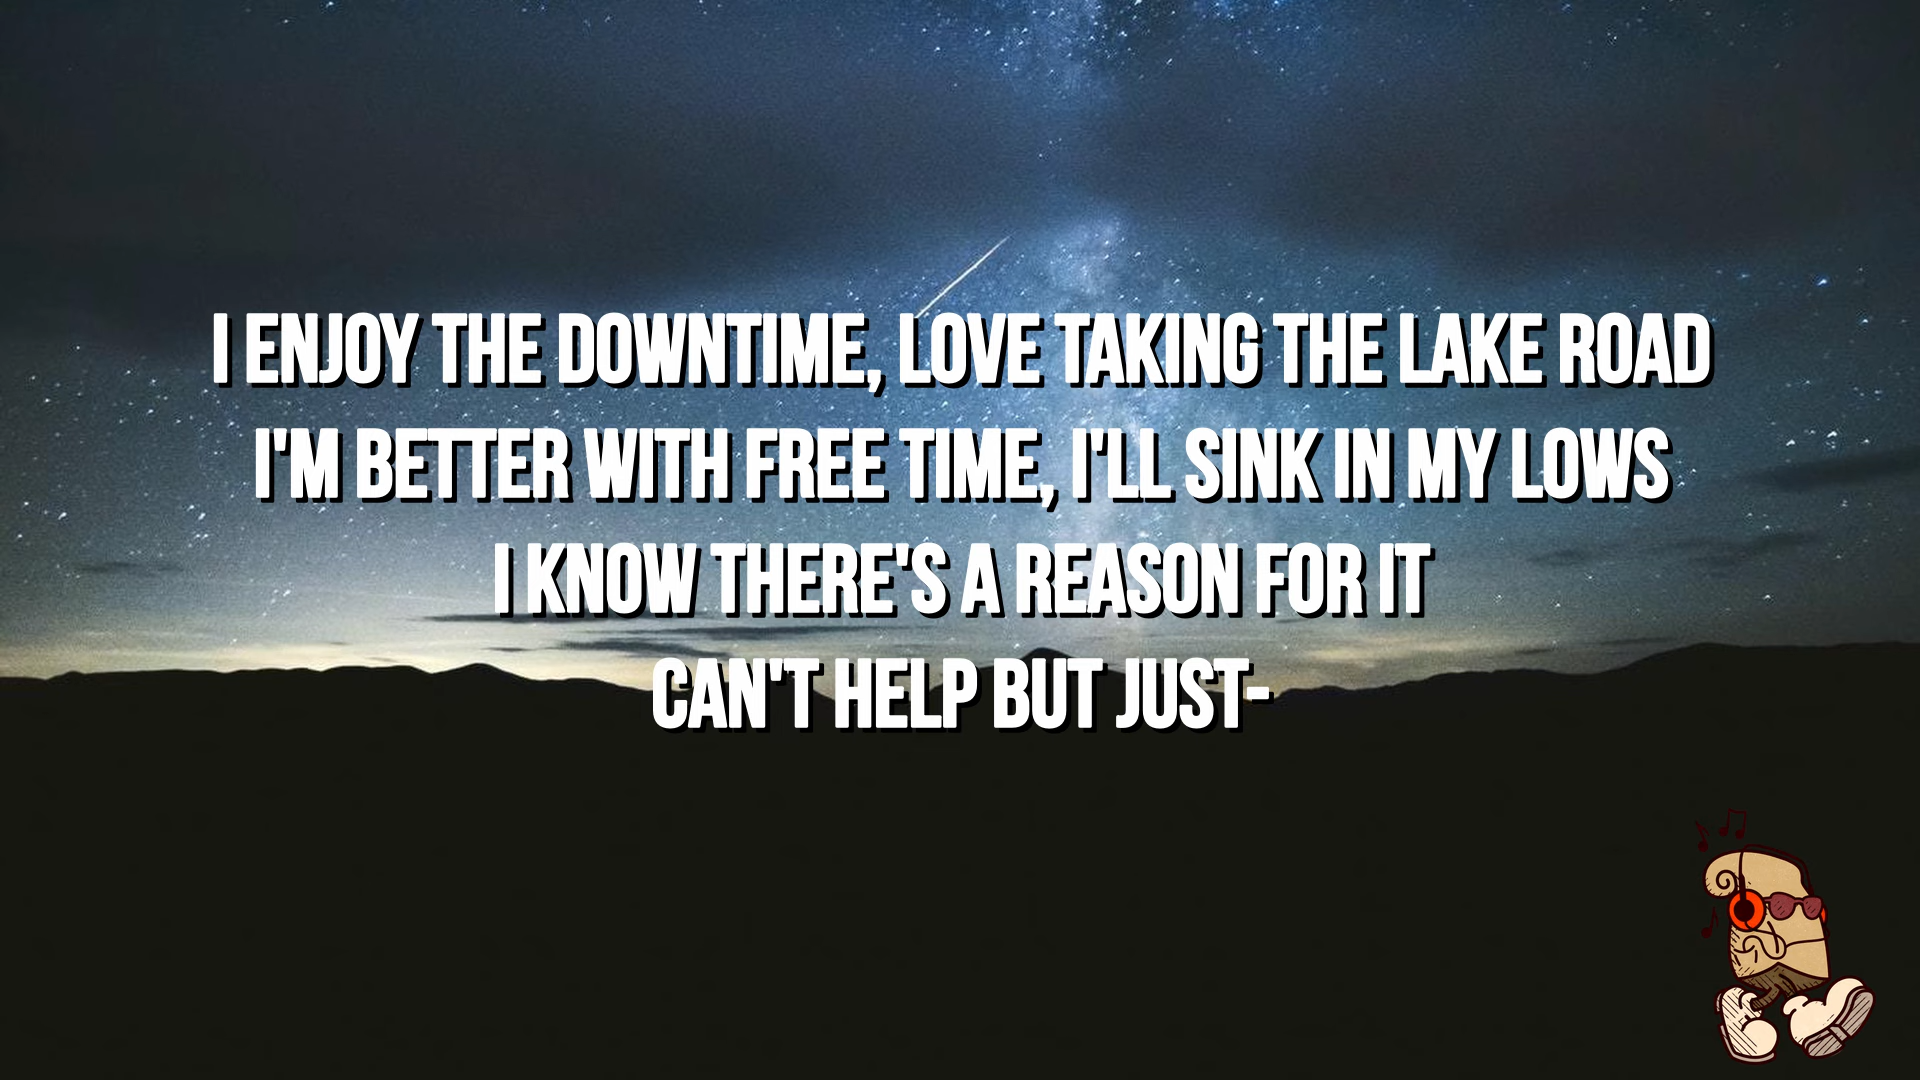 I ENJOY THE DOWNTIME, LOVE TAKING THE LAKE ROAD
I'M BETTER WITH FREE TIME, I'LL SINK IN MY LOWS
I KNOW THERE'S A REASON FOR IT
CAN'T HELP BUT JUST-